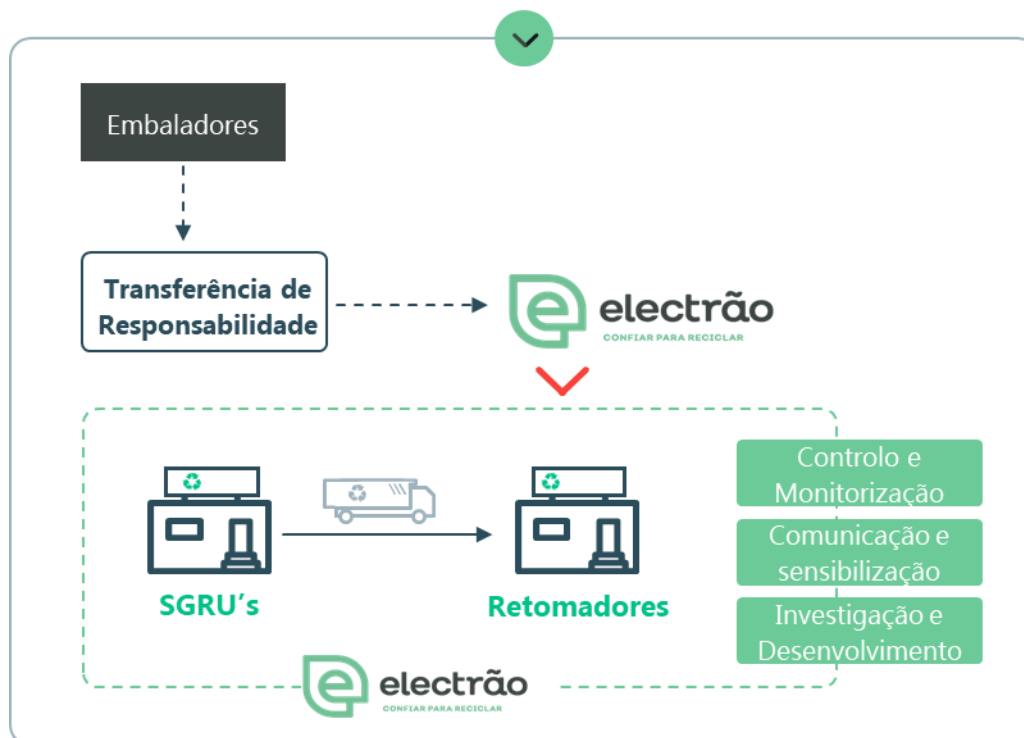 Embaladores
Transferência de
Responsabilidade
electrão
CONFIAR PARA RECICLAR
Controlo e
Monitorização
Comunicação e
sensibilização
Investigação e
Desenvolvimento
SGRU´s
Retomadores
electrão
CONFIAR PARA RECICLAR